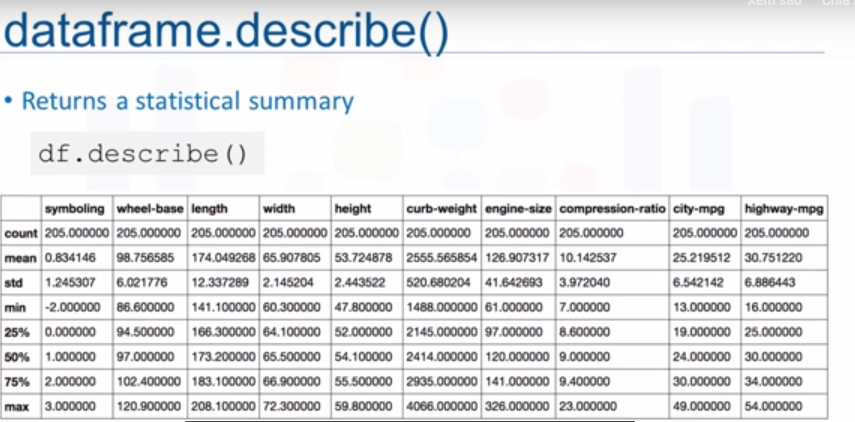 Xem sau Chia
dataframe.describe()
• Returns a statistical summary
df.describe()
symboling wheel-base length width height curb-weight engine-size compression-ratio city-mpg highway-mpg
count 205.000000 205.000000 205.000000 205.000000 205.000000 205.000000 205.000000 205.000000 205.000000 205.000000
mean 0.834146 98.756585 174.049268 65.907805 53.724878 2555.565854 126.907317 10.142537 25.219512 30.751220
std 1.245307 6.021776 12.337289 2.145204 2.443522 520.680204 41.642693 3.972040 6.542142 6.886443
min -2.000000 86.600000 141.100000 60.300000 47.800000 1488.000000 61.000000 7.000000 13.000000 16.000000
25% 0.000000 94.500000 166.300000 64.100000 52.000000 2145.000000 97.000000 8.600000 19.000000 25.000000
50% 1.000000 97.000000 173.200000 65.500000 54.100000 2414.000000 120.000000 9.000000 24.000000 30.000000
75% 2.000000 102.400000 183.100000 66.900000 55.500000 2935.000000 141.000000 9.400000 30.000000 34.000000
max 3.000000 120.900000 208.100000 72.300000 59.800000 4066.000000 326.000000 23.000000 49.000000 54.000000